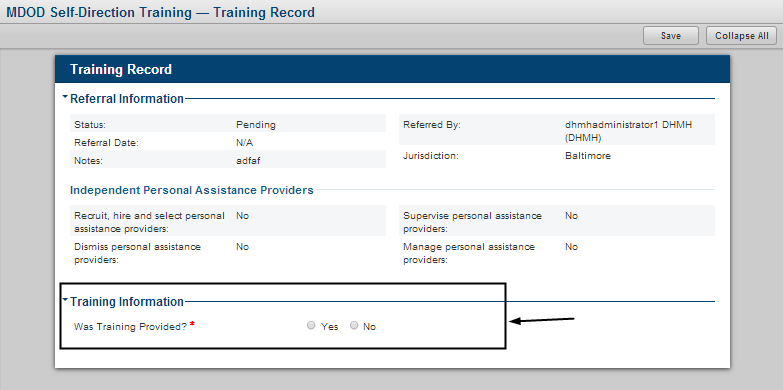 MDOD Self-Direction Training — Training Record
Save Collapse All
Training Record
Referral Information
Status: Pending
Referral Date: N/A
Notes: adfaf
Referred By: dhmhadministrator1 DHMH
(DHMH)
Jurisdiction: Baltimore
Independent Personal Assistance Providers
Recruit, hire and select personal No
assistance providers:
Dismiss personal assistance No
providers:
Supervise personal assistance No
providers:
Manage personal assistance No
providers:
Training Information
Was Training Provided? * Yes No